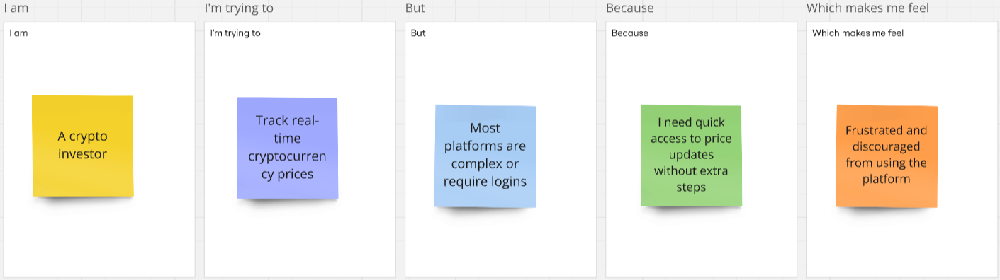 I am
I'm trying to
But
Because
Which makes me feel
I am
I'm trying to
But
Because
Which makes me feel
A crypto
investor
Track real-
time
cryptocurren
cy prices
Most
platforms are
complex or
require logins
I need quick
access to price
updates
without extra
steps
Frustrated and
discouraged
from using the
platform